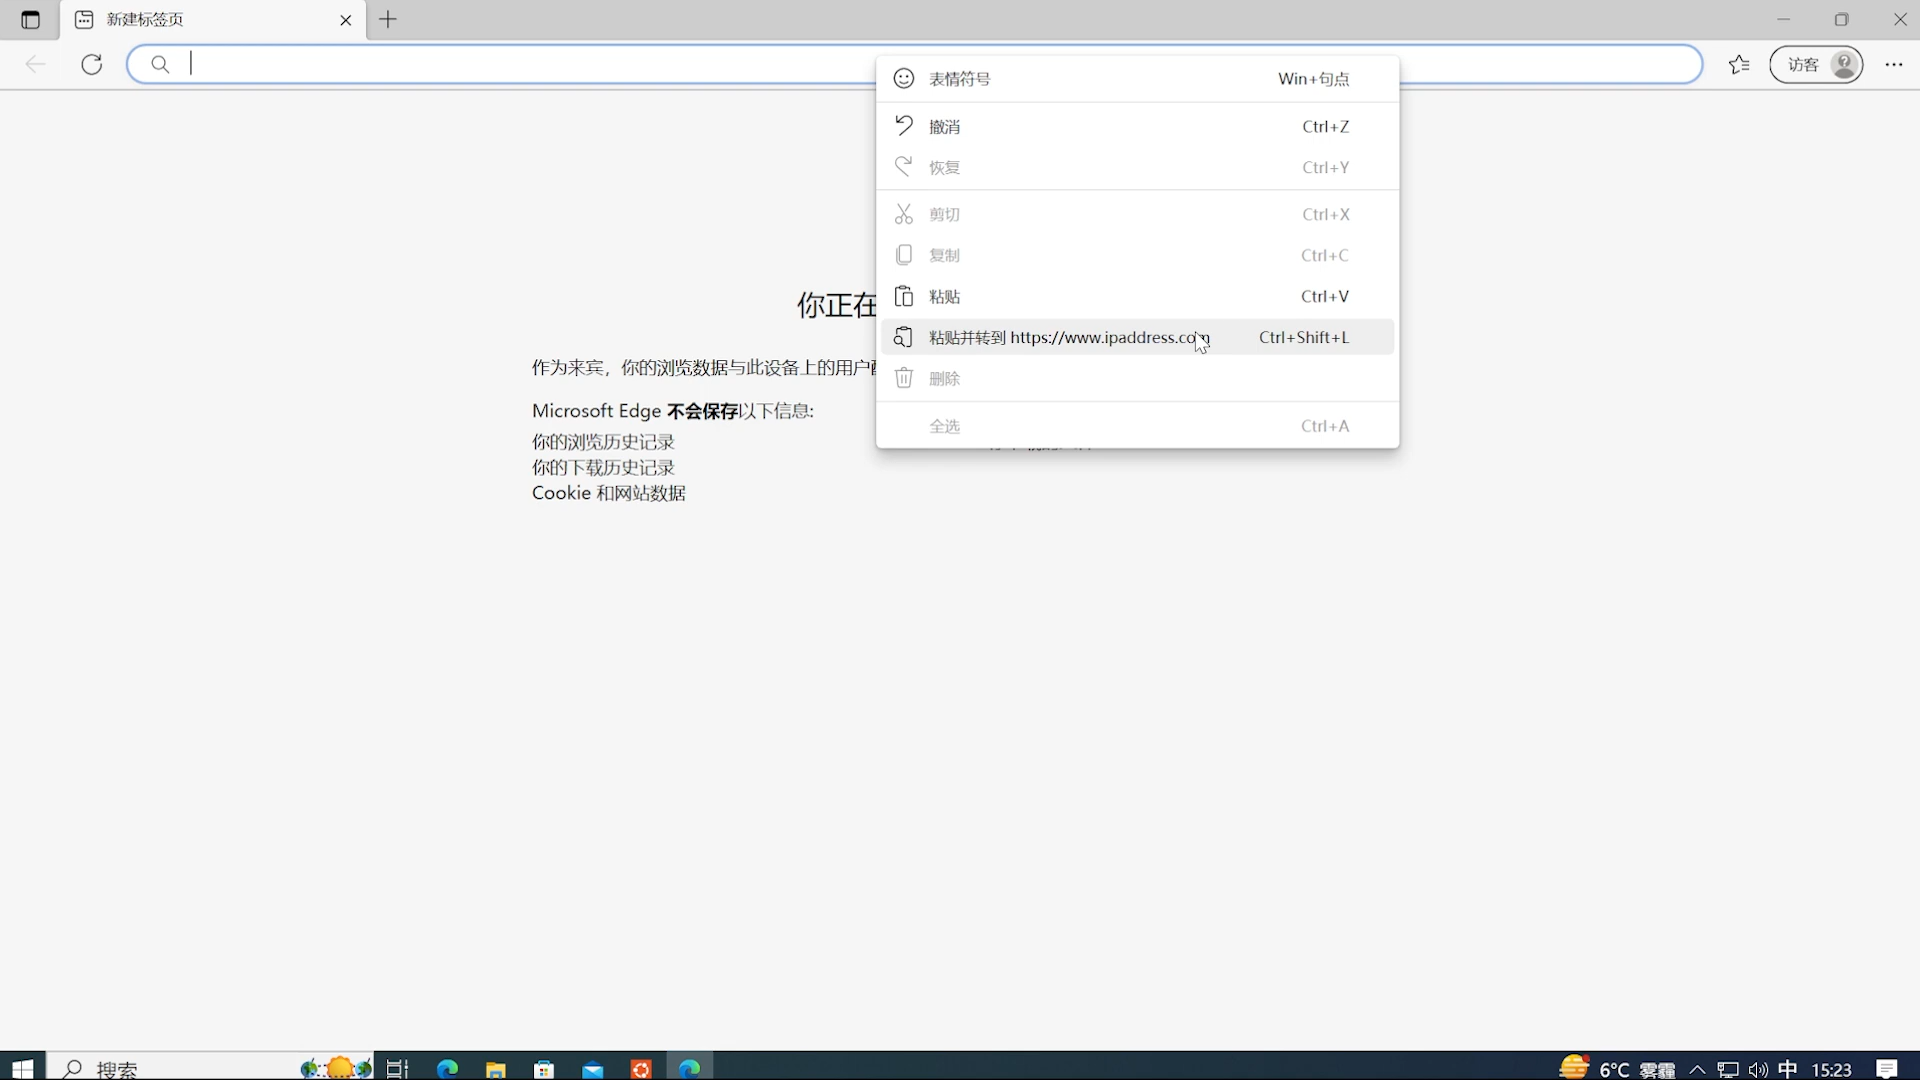 新建标签页
访客
表情符号 Win+句点
撤消 Ctrl+Z
恢复 Ctrl+Y
剪切 Ctrl+X
复制 Ctrl+C
粘贴 Ctrl+V
粘贴并转到 https://www.ipaddress.com Ctrl+Shift+L
删除
全选 Ctrl+A
你正在
作为来宾，你的浏览数据与此设备上的用户
Microsoft Edge 不会保存以下信息:
你的浏览历史记录
你的下载历史记录
Cookie 和网站数据
搜索
6°C 雾霾 中 15:23